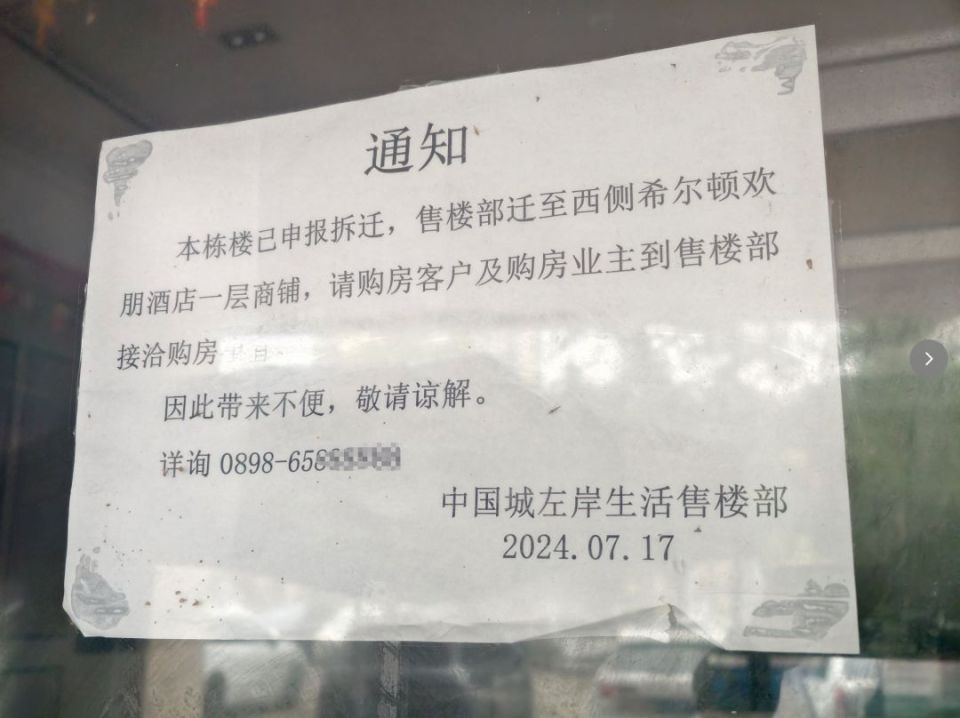 通知
本栋楼已申报拆迁，售楼部迁至西侧希尔顿欢
朋酒店一层商铺，请购房客户及购房业主到售楼部
接洽购房
因此带来不便，敬请谅解。
详询 0898-65
中国城左岸生活售楼部
2024.07.17